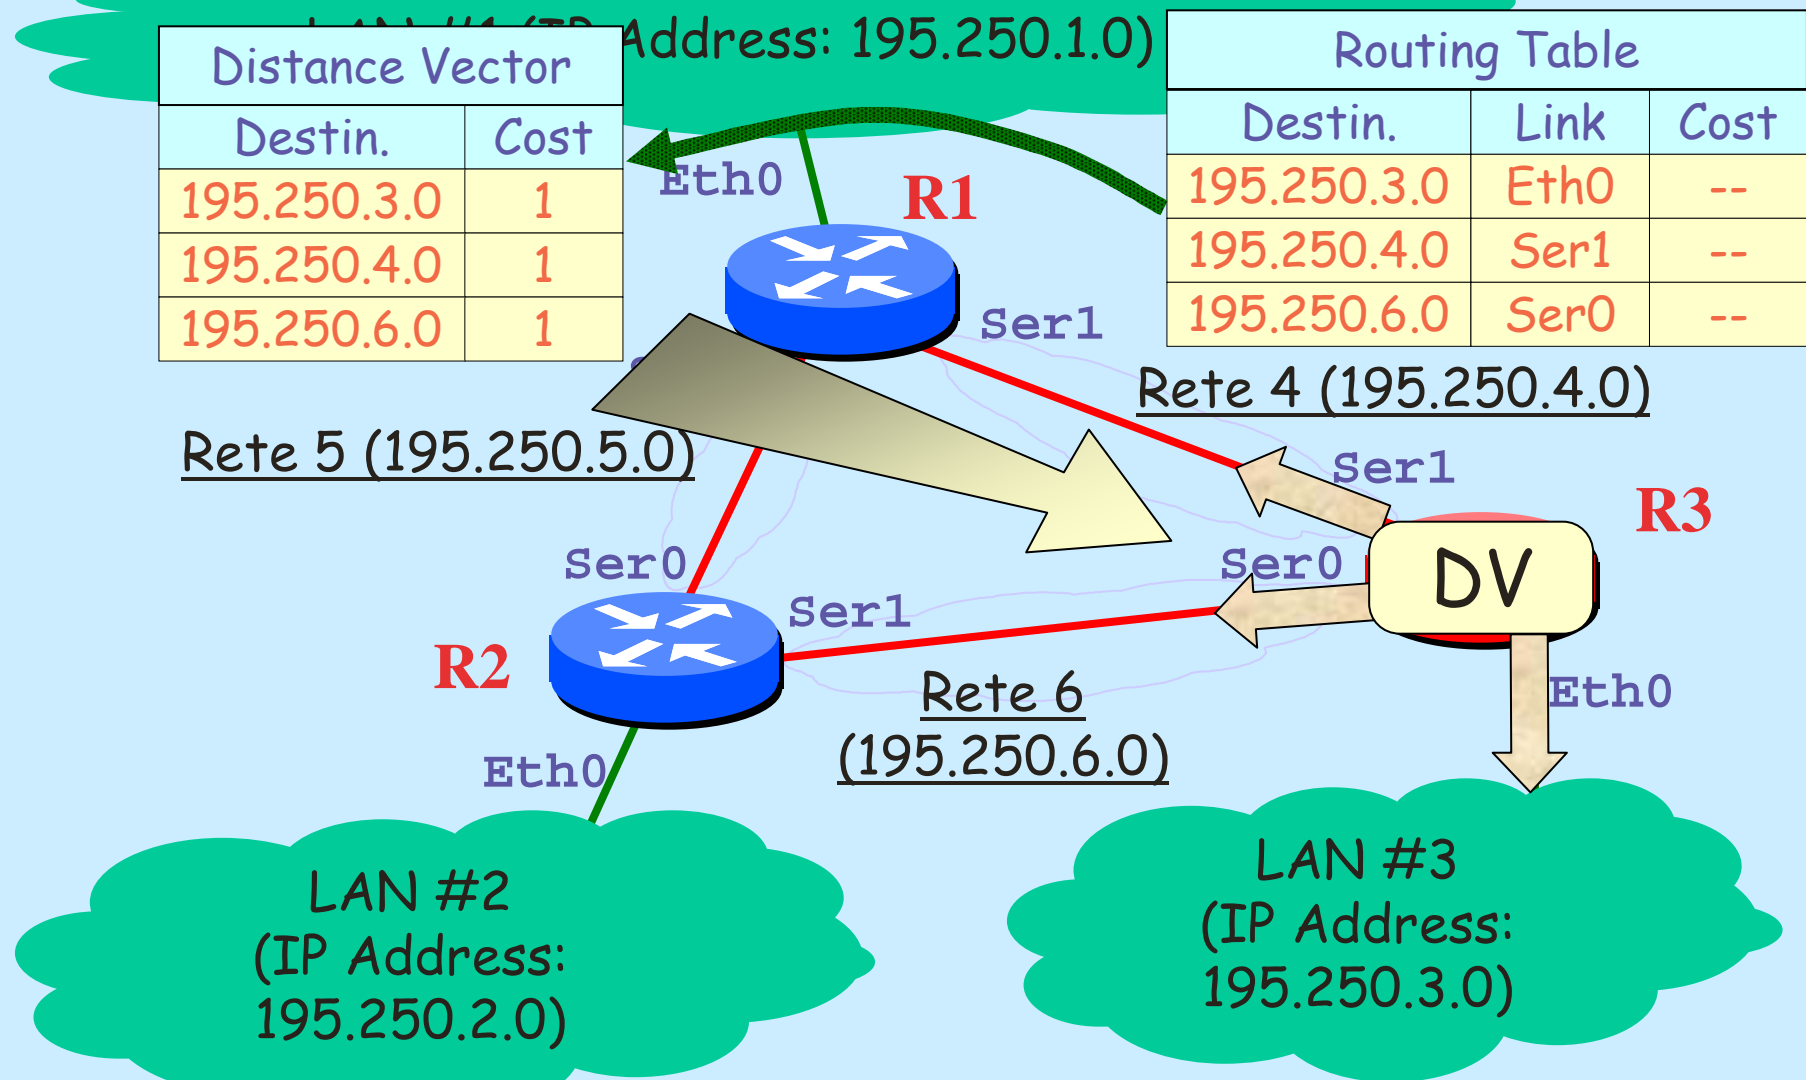 LAN #1 (IP Address: 195.250.1.0)
Distance Vector
Destin. Cost
195.250.3.0 1
195.250.4.0 1
195.250.6.0 1
Routing Table
Destin. Link Cost
195.250.3.0 Eth0 --
195.250.4.0 Ser1 --
195.250.6.0 Ser0 --
Eth0
R1
Ser1
Rete 4 (195.250.4.0)
Rete 5 (195.250.5.0)
Ser1
R3
Ser0
Ser0
DV
Ser1
R2
Rete 6
(195.250.6.0)
Eth0
Eth0
LAN #2
(IP Address:
195.250.2.0)
LAN #3
(IP Address:
195.250.3.0)